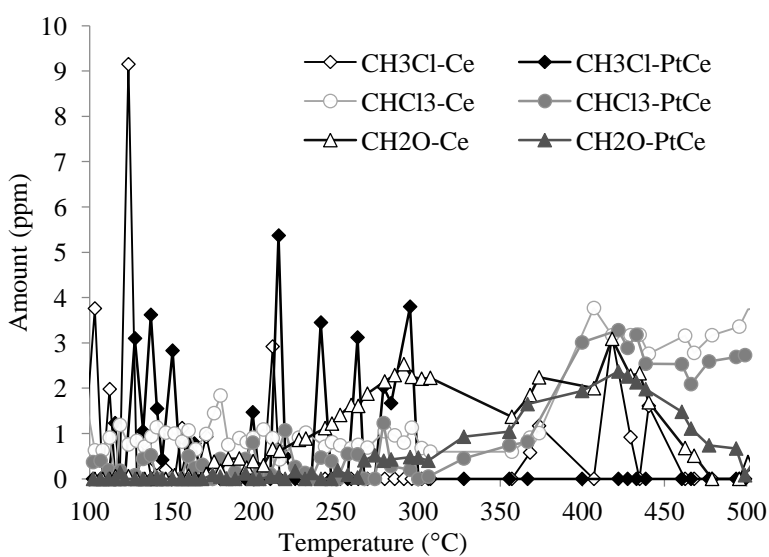 10
9
8
7
6
5
4
3
2
1
0
Amount (ppm)
CH3Cl-Ce CH3Cl-PtCe
CHCl3-Ce CHCl3-PtCe
CH2O-Ce CH2O-PtCe
100 150 200 250 300 350 400 450 500
Temperature (°C)